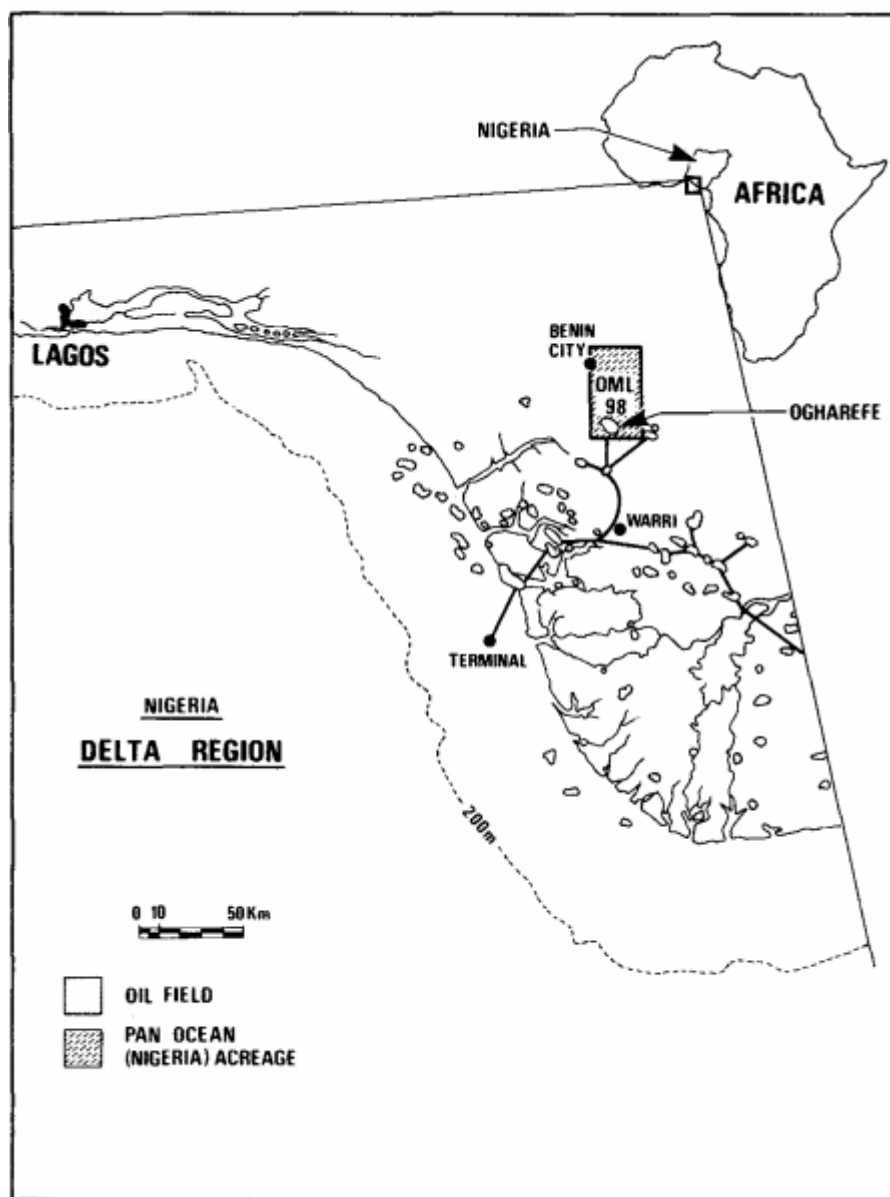 NIGERIA
AFRICA
LAGOS
BENIN
CITY
OML
98
OGHAREFE
WARRI
TERMINAL
NIGERIA
DELTA REGION
200m
0 10 50Km
OIL FIELD
PAN OCEAN
(NIGERIA) ACREAGE